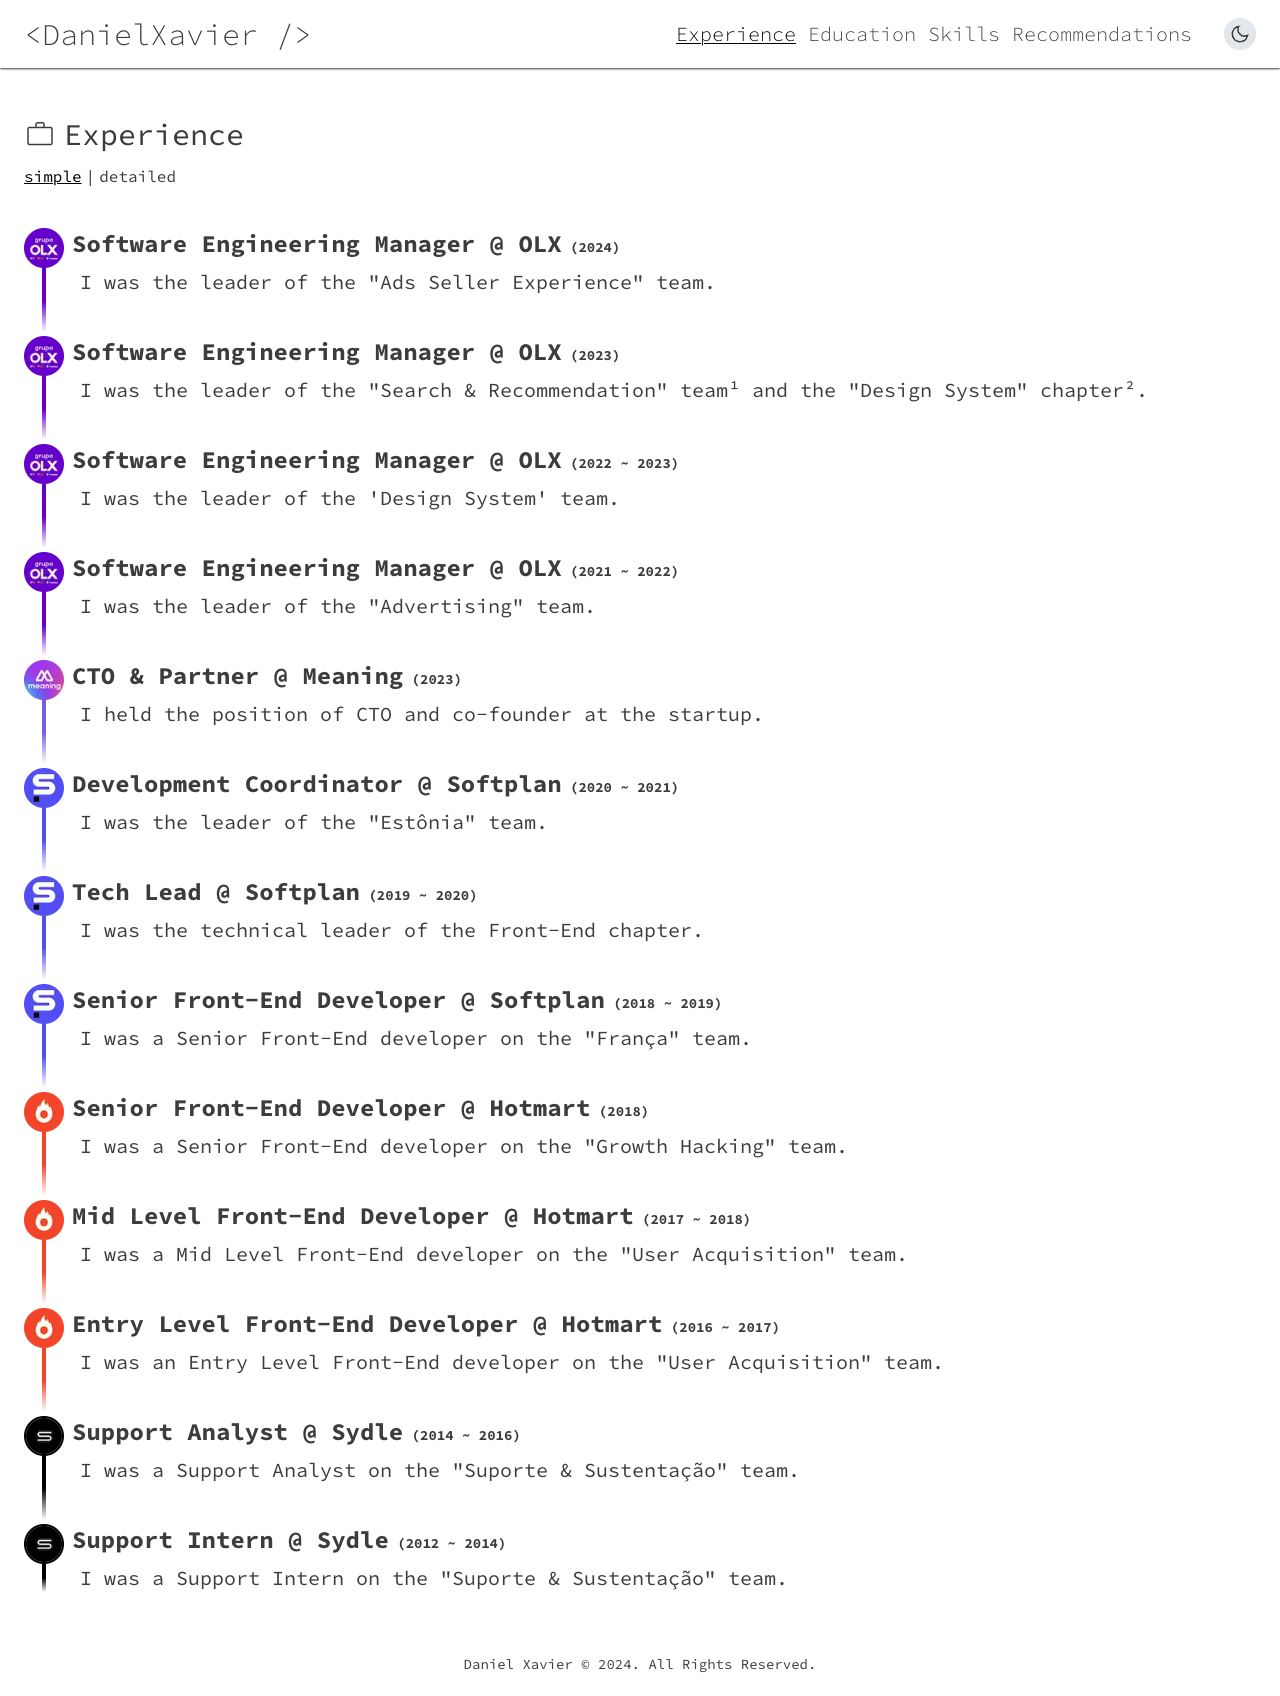 <DanielXavier />
Experience Education Skills Recommendations
Experience
simple | detailed
grupo OLX
Software Engineering Manager @ OLX (2024)
I was the leader of the "Ads Seller Experience" team.
grupo OLX
Software Engineering Manager @ OLX (2023)
I was the leader of the "Search & Recommendation" team¹ and the "Design System" chapter².
grupo OLX
Software Engineering Manager @ OLX (2022 ~ 2023)
I was the leader of the 'Design System' team.
grupo OLX
Software Engineering Manager @ OLX (2021 ~ 2022)
I was the leader of the "Advertising" team.
meaning
CTO & Partner @ Meaning (2023)
I held the position of CTO and co-founder at the startup.
Development Coordinator @ Softplan (2020 ~ 2021)
I was the leader of the "Estônia" team.
Tech Lead @ Softplan (2019 ~ 2020)
I was the technical leader of the Front-End chapter.
Senior Front-End Developer @ Softplan (2018 ~ 2019)
I was a Senior Front-End developer on the "França" team.
Senior Front-End Developer @ Hotmart (2018)
I was a Senior Front-End developer on the "Growth Hacking" team.
Mid Level Front-End Developer @ Hotmart (2017 ~ 2018)
I was a Mid Level Front-End developer on the "User Acquisition" team.
Entry Level Front-End Developer @ Hotmart (2016 ~ 2017)
I was an Entry Level Front-End developer on the "User Acquisition" team.
Support Analyst @ Sydle (2014 ~ 2016)
I was a Support Analyst on the "Suporte & Sustentação" team.
Support Intern @ Sydle (2012 ~ 2014)
I was a Support Intern on the "Suporte & Sustentação" team.
Daniel Xavier © 2024. All Rights Reserved.